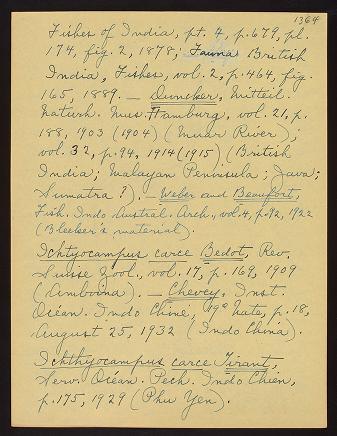 1364
Fishes of India, pt. 4, p. 679, pl.
174, fig. 2, 1878; Fauna British
India, Fishes, vol. 2, p. 464, fig.
165, 1889. — Duncker, Mitteil.
Naturh. Mus. Hamburg, vol. 21, p.
188, 1903 (1904) (Muar River);
vol. 32, p. 94, 1914 (1915) (British
India; Malayan Peninsula; Java;
Sumatra?). — Weber and Beaufort,
Fish. Indo Austral. Arch., vol. 4, p. 92, 1922
(Bleeker's material).
Ichtyocampus carce Bedot, Rev.
Suisse Zool., vol. 17, p. 169, 1909
(Amboina). — Chevey, Inst.
Océan. Indo Chine, 19e Note, p. 18,
August 25, 1932 (Indo China).
Ichthyocampus carce Tirant,
Serv. Océan. Pech. Indo Chien,
p. 175, 1929 (Phu Yen).